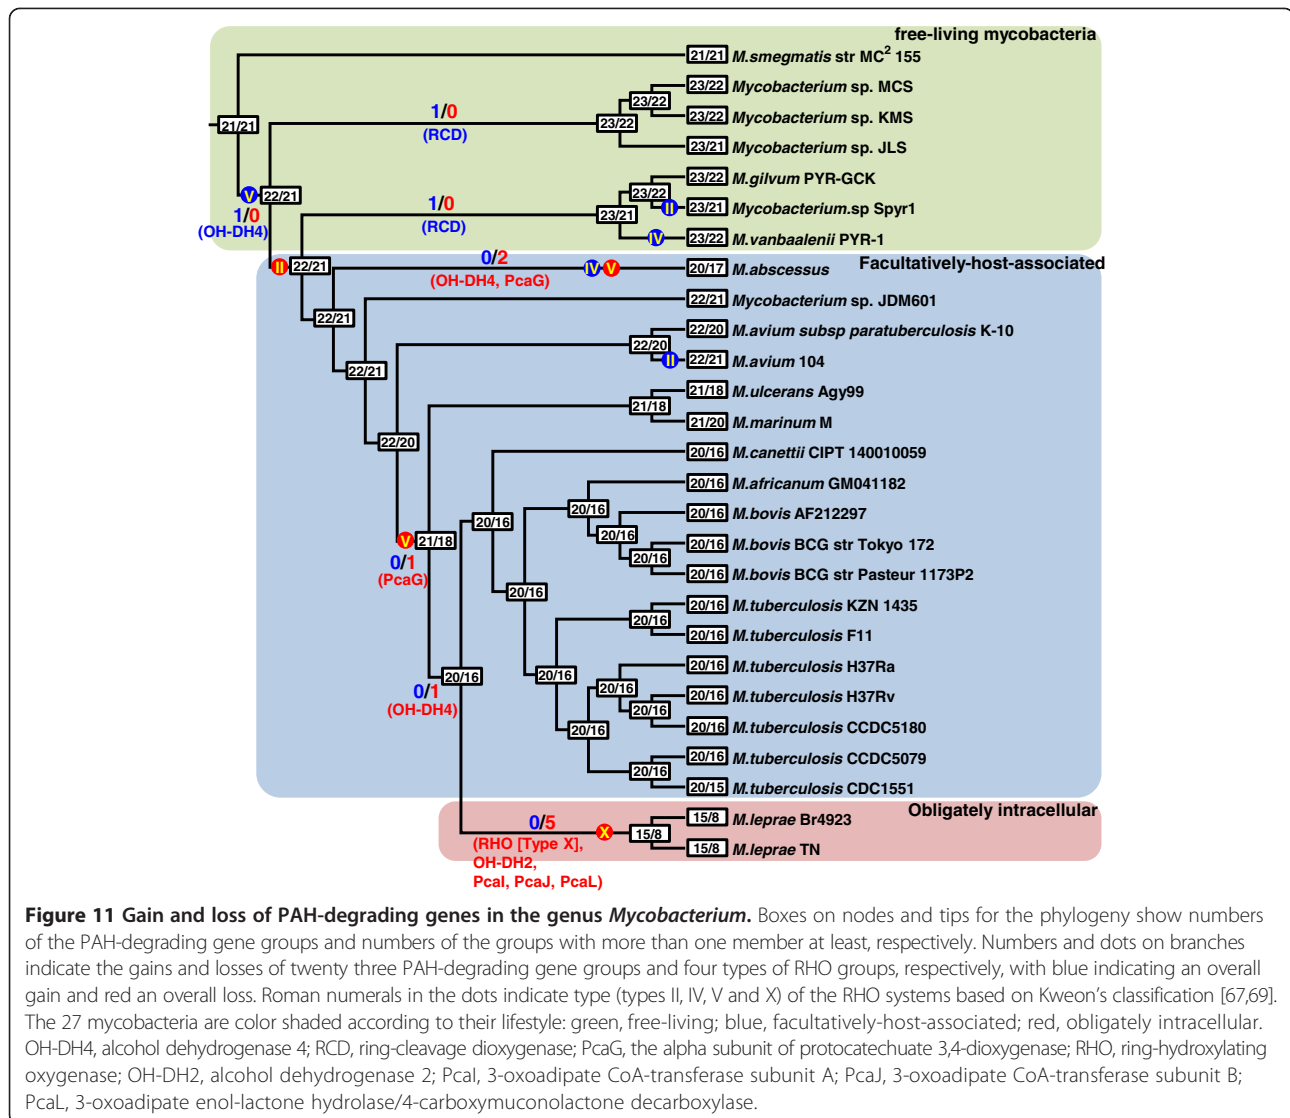 free-living mycobacteria
21/21 M.smegmatis str MC² 155
23/22 Mycobacterium sp. MCS
23/22
1/0
23/22 Mycobacterium sp. KMS
21/21
23/22
(RCD)
23/21 Mycobacterium sp. JLS
23/22 M.gilvum PYR-GCK
23/22
V
22/21
1/0
II
23/21 Mycobacterium.sp Spyr1
1/0
23/21
(OH-DH4)
(RCD)
IV
23/22 M.vanbaalenii PYR-1
0/2
Facultatively-host-associated
II
22/21
IV
V
20/17 M.abscessus
(OH-DH4, PcaG)
22/21 Mycobacterium sp. JDM601
22/21
22/20 M.avium subsp paratuberculosis K-10
22/20
II
22/21 M.avium 104
22/21
21/18 M.ulcerans Agy99
21/18
21/20 M.marinum M
22/20
20/16 M.canettii CIPT 140010059
20/16 M.africanum GM041182
20/16
20/16 M.bovis AF212297
20/16
20/16
V
21/18
20/16 M.bovis BCG str Tokyo 172
0/1
20/16
(PcaG)
20/16 M.bovis BCG str Pasteur 1173P2
20/16
20/16 M.tuberculosis KZN 1435
20/16
20/16 M.tuberculosis F11
20/16 M.tuberculosis H37Ra
20/16
20/16
20/16
0/1
20/16 M.tuberculosis H37Rv
(OH-DH4)
20/16
20/16 M.tuberculosis CCDC5180
20/16
20/16 M.tuberculosis CCDC5079
20/16
20/15 M.tuberculosis CDC1551
Obligately intracellular
0/5
15/8 M.leprae Br4923
X
15/8
(RHO [Type X],
15/8 M.leprae TN
OH-DH2,
PcaI, PcaJ, PcaL)
Figure 11 Gain and loss of PAH-degrading genes in the genus Mycobacterium. Boxes on nodes and tips for the phylogeny show numbers
of the PAH-degrading gene groups and numbers of the groups with more than one member at least, respectively. Numbers and dots on branches
indicate the gains and losses of twenty three PAH-degrading gene groups and four types of RHO groups, respectively, with blue indicating an overall
gain and red an overall loss. Roman numerals in the dots indicate type (types II, IV, V and X) of the RHO systems based on Kweon's classification [67,69].
The 27 mycobacteria are color shaded according to their lifestyle: green, free-living; blue, facultatively-host-associated; red, obligately intracellular.
OH-DH4, alcohol dehydrogenase 4; RCD, ring-cleavage dioxygenase; PcaG, the alpha subunit of protocatechuate 3,4-dioxygenase; RHO, ring-hydroxylating
oxygenase; OH-DH2, alcohol dehydrogenase 2; PcaI, 3-oxoadipate CoA-transferase subunit A; PcaJ, 3-oxoadipate CoA-transferase subunit B;
PcaL, 3-oxoadipate enol-lactone hydrolase/4-carboxymuconolactone decarboxylase.